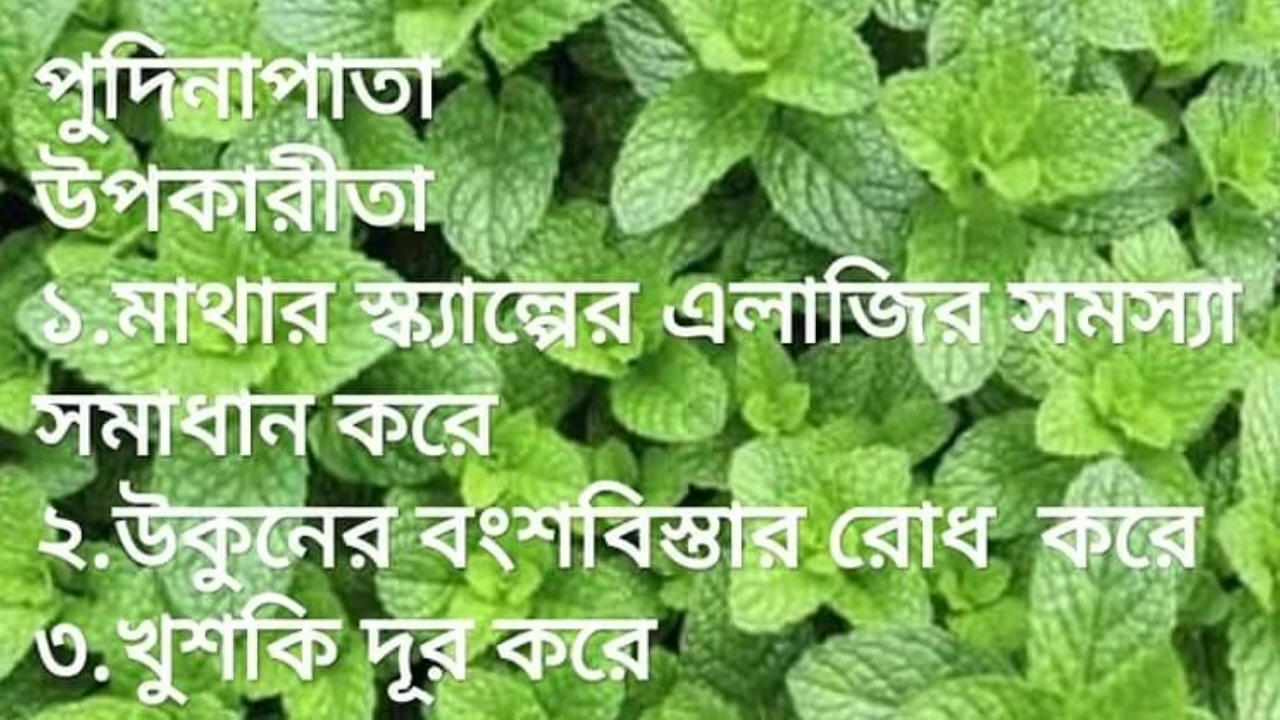 পুদিনাপাতা
উপকারীতা
১.মাথার স্ক্যাল্পের এলাজির সমস্যা
সমাধান করে
২.উকুনের বংশবিস্তার রোধ করে
৩.খুশকি দূর করে